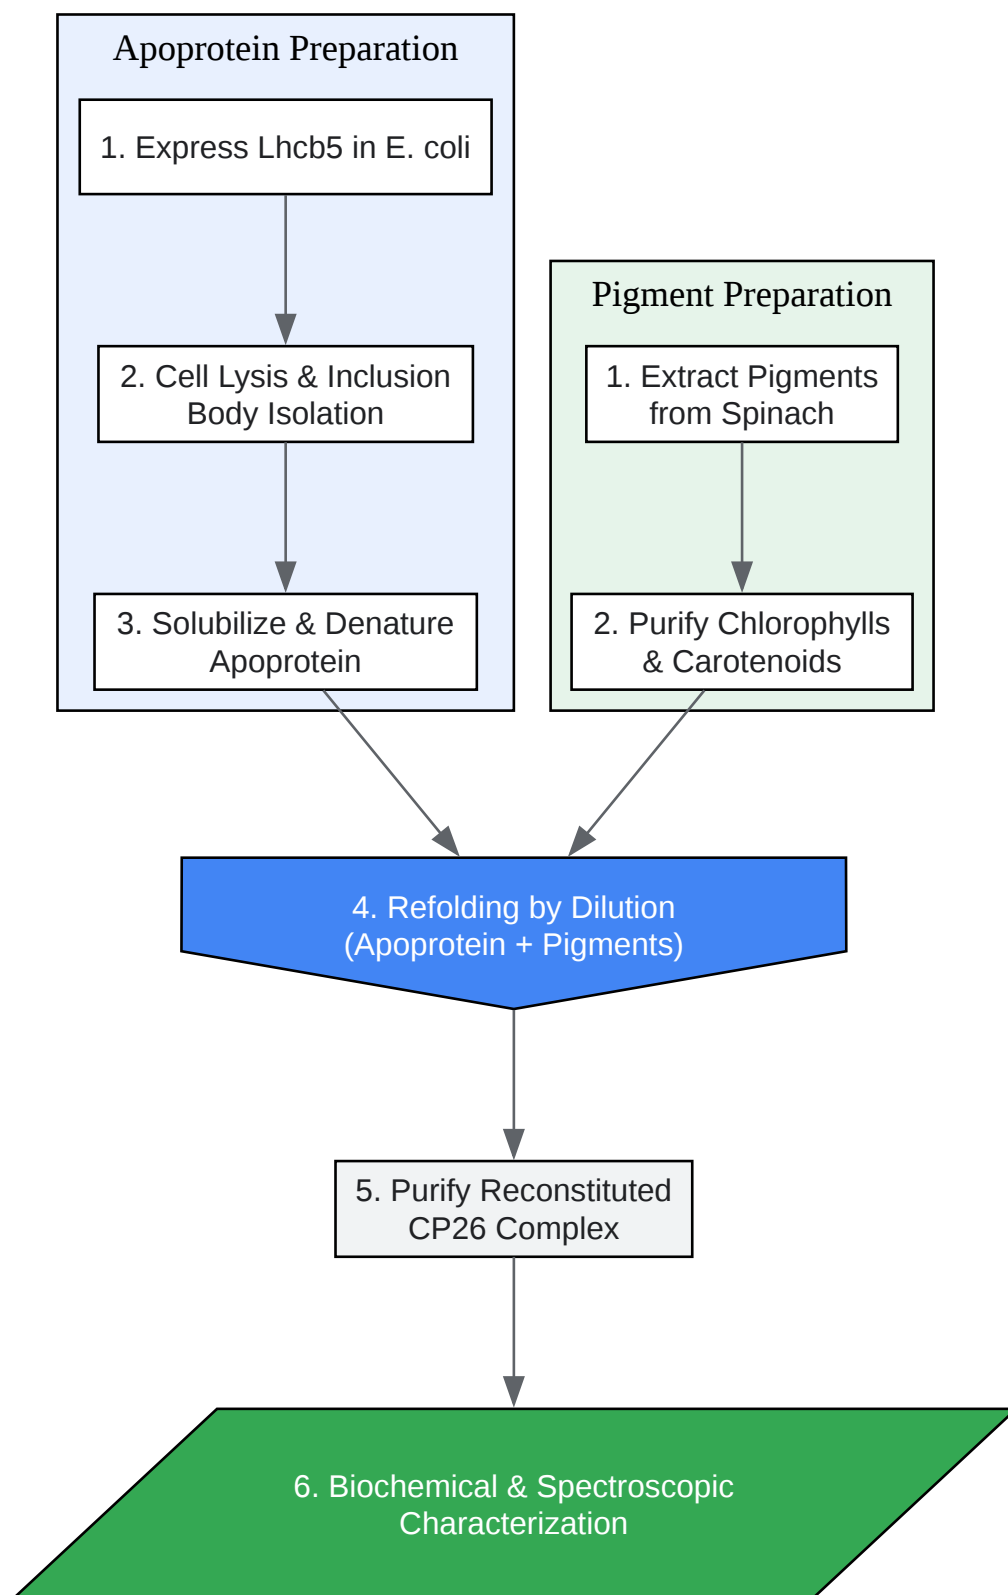 Apoprotein Preparation
1. Express Lhcb5 in E. coli
2. Cell Lysis & Inclusion
Body Isolation
3. Solubilize & Denature
Apoprotein
Pigment Preparation
1. Extract Pigments
from Spinach
2. Purify Chlorophylls
& Carotenoids
4. Refolding by Dilution
(Apoprotein + Pigments)
5. Purify Reconstituted
CP26 Complex
6. Biochemical & Spectroscopic
Characterization